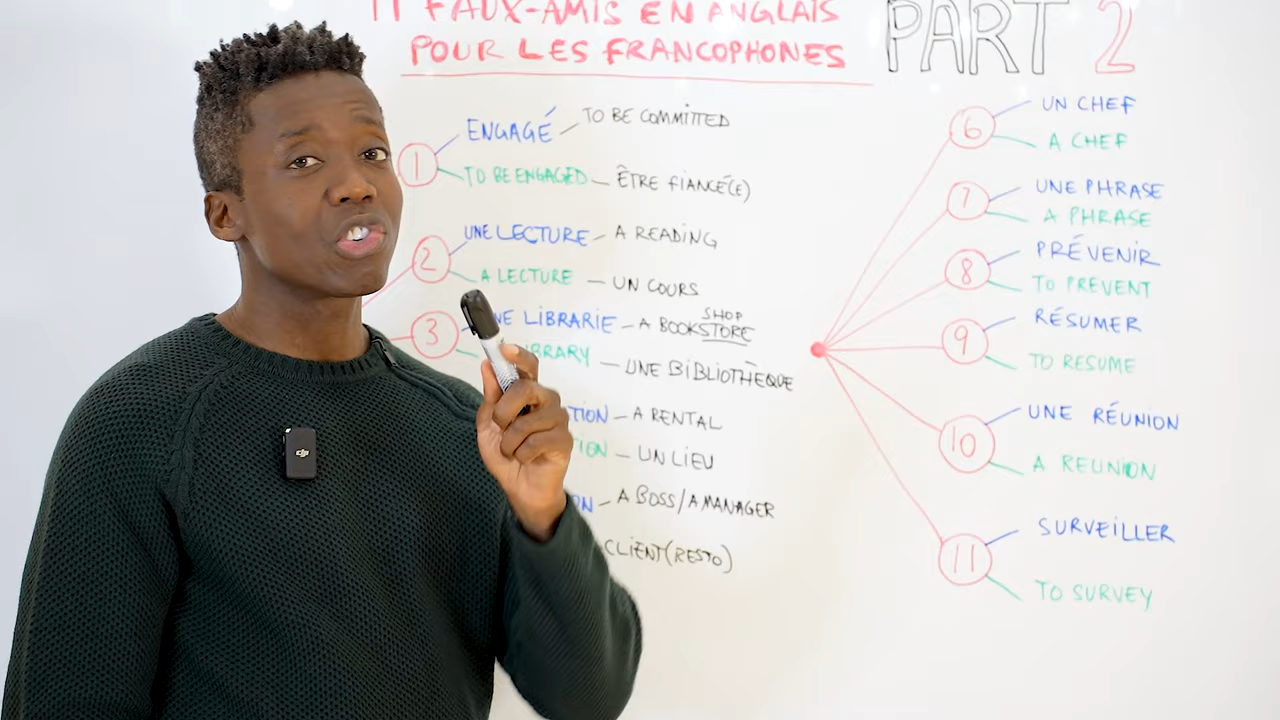 11 FAUX-AMIS EN ANGLAIS
POUR LES FRANCOPHONES
PART 2
1
ENGAGÉ
TO BE COMMITTED
TO BE ENGAGED
ÊTRE FIANCÉ(E)
2
UNE LECTURE
A READING
A LECTURE
UN COURS
3
LIBRARIE
A BOOKSTORE
SHOP
UNE BIBLIOTHÈQUE
A RENTAL
UN LIEU
A BOSS/A MANAGER
CLIENT(RESTO)
6
UN CHEF
A CHEF
7
UNE PHRASE
A PHRASE
8
PRÉVENIR
TO PREVENT
9
RÉSUMER
TO RESUME
10
UNE RÉUNION
A REUNION
11
SURVEILLER
TO SURVEY
dji